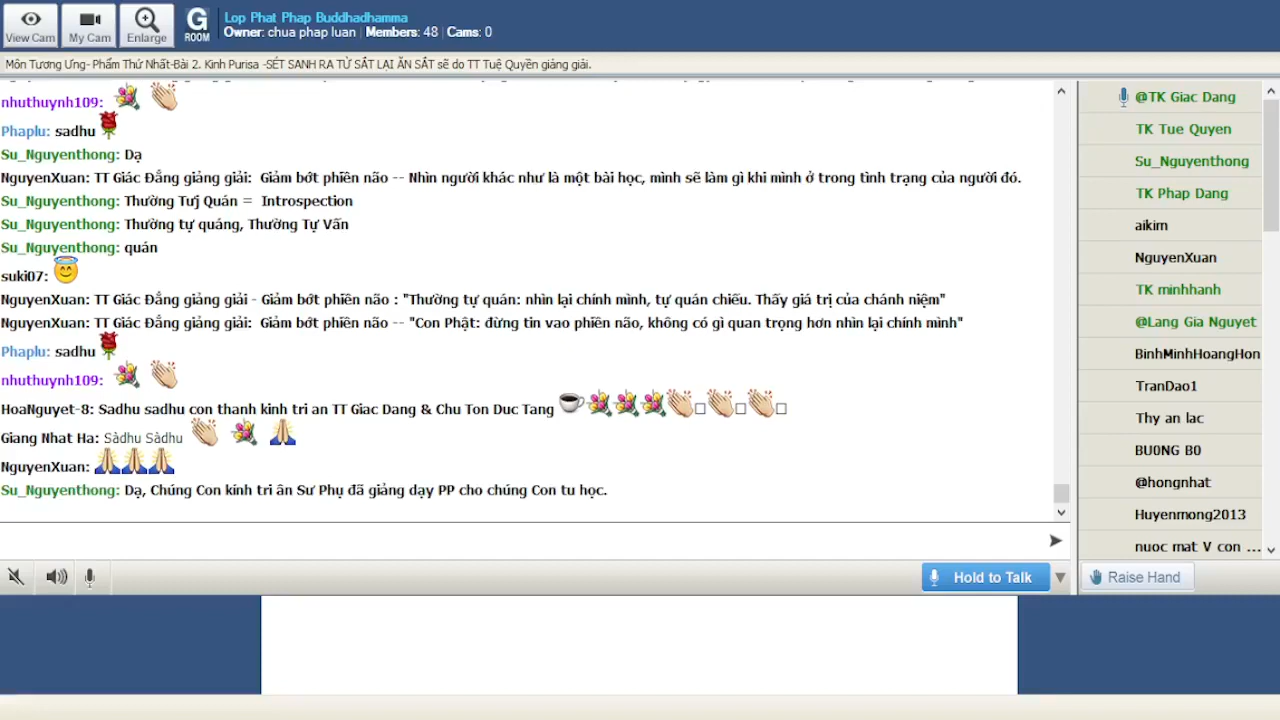 View Cam
My Cam
Enlarge
G
ROOM
Lop Phat Phap Buddhadhamma
Owner: chua phap luan | Members: 48 | Cams: 0
Môn Tương Ưng- Phẩm Thứ Nhất-Bài 2. Kinh Purisa -SÉT SANH RA TỪ SẮT LẠI ĂN SẮT sẽ do TT Tuệ Quyền giảng giải.
nhuthuynh109:
Phaplu: sadhu
Su_Nguyenthong: Dạ
NguyenXuan: TT Giác Đẳng giảng giải: Giảm bớt phiền não -- Nhìn người khác như là một bài học, mình sẽ làm gì khi mình ở trong tình trạng của người đó.
Su_Nguyenthong: Thường Tưj Quán = Introspection
Su_Nguyenthong: Thường tự quáng, Thường Tự Vấn
Su_Nguyenthong: quán
suki07:
NguyenXuan: TT Giác Đẳng giảng giải - Giảm bớt phiền não : "Thường tự quán: nhìn lại chính mình, tự quán chiếu. Thấy giá trị của chánh niệm"
NguyenXuan: TT Giác Đẳng giảng giải: Giảm bớt phiền não -- "Con Phật: đừng tin vao phiền não, không có gì quan trọng hơn nhìn lại chính mình"
Phaplu: sadhu
nhuthuynh109:
HoaNguyet-8: Sadhu sadhu con thanh kinh tri an TT Giac Dang & Chu Ton Duc Tang
Giang Nhat Ha: Sàdhu Sàdhu
NguyenXuan:
Su_Nguyenthong: Dạ, Chúng Con kính tri ân Sư Phụ đã giảng dạy PP cho chúng Con tu học.
Hold to Talk
@TK Giac Dang
TK Tue Quyen
Su_Nguyenthong
TK Phap Dang
aikim
NguyenXuan
TK minhhanh
@Lang Gia Nguyet
BinhMinhHoangHon
TranDao1
Thy an lac
BU0NG B0
@hongnhat
Huyenmong2013
nuoc mat V con ...
Raise Hand